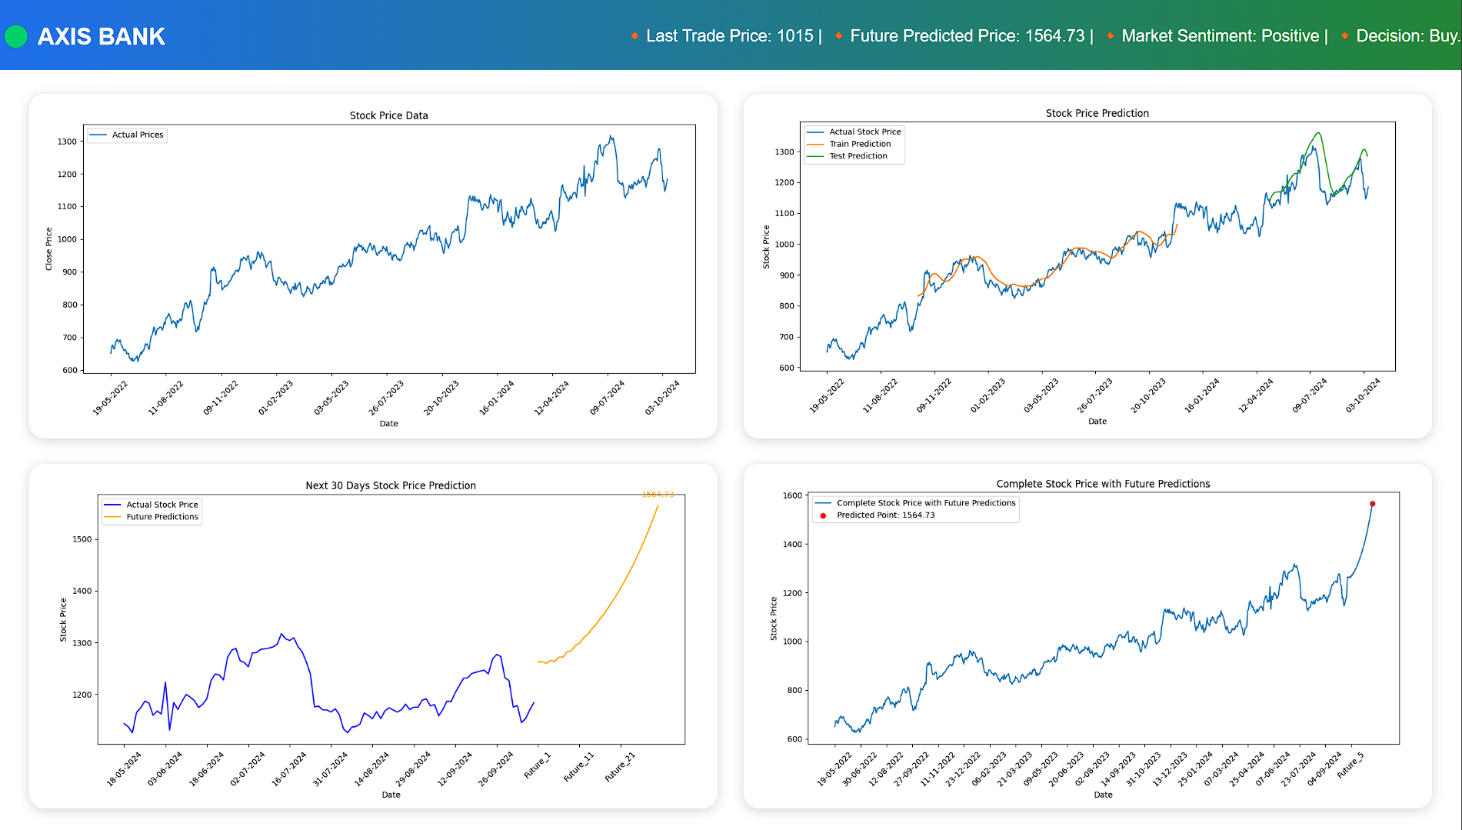 AXIS BANK
🔸 Last Trade Price: 1015 | 🔸 Future Predicted Price: 1564.73 | 🔸 Market Sentiment: Positive | 🔸 Decision: Buy.
Stock Price Data
Actual Prices
1300
1200
1100
1000
900
800
700
600
Close Price
19-05-2022 11-08-2022 09-11-2022 01-02-2023 03-05-2023 26-07-2023 20-10-2023 16-01-2024 12-04-2024 09-07-2024 03-10-2024
Date
Stock Price Prediction
Actual Stock Price
Train Prediction
Test Prediction
1300
1200
1100
1000
900
800
700
600
Stock Price
19-05-2022 11-08-2022 09-11-2022 01-02-2023 03-05-2023 26-07-2023 20-10-2023 16-01-2024 12-04-2024 09-07-2024 03-10-2024
Date
Next 30 Days Stock Price Prediction
1564.73
Actual Stock Price
Future Predictions
1500
1400
1300
1200
Stock Price
18-05-2024 03-06-2024 18-06-2024 02-07-2024 16-07-2024 31-07-2024 14-08-2024 29-08-2024 12-09-2024 26-09-2024 Future_1 Future_11 Future_21
Date
Complete Stock Price with Future Predictions
Complete Stock Price with Future Predictions
Predicted Point: 1564.73
1600
1400
1200
1000
800
600
Stock Price
19-05-2022 30-06-2022 12-08-2022 27-09-2022 11-11-2022 23-12-2022 06-02-2023 21-03-2023 09-05-2023 20-06-2023 02-08-2023 14-09-2023 31-10-2023 13-12-2023 25-01-2024 07-03-2024 25-04-2024 07-06-2024 23-07-2024 04-09-2024 Future_5
Date